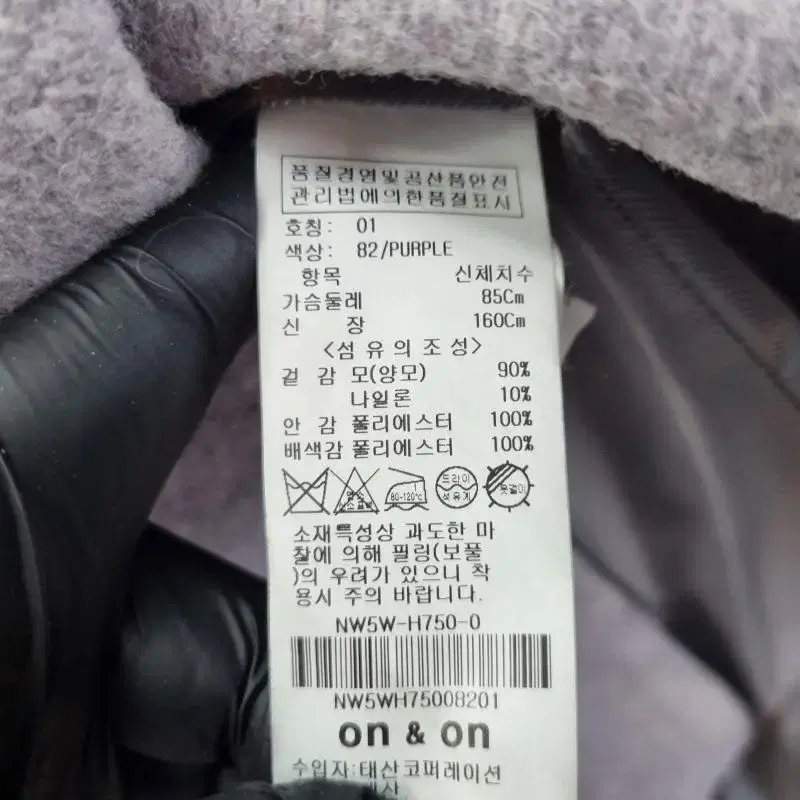 품질경영및공산품안전
관리법에의한품질표시
호칭: 01
색상: 82/PURPLE
항목 신체치수
가슴둘레 85Cm
신 장 160Cm
<섬유의조성>
겉 감 모(양모) 90%
나일론 10%
안 감 폴리에스터 100%
배색감 폴리에스터 100%
염소표백
80-120℃
드라이
석유계
옷걸이
소재특성상 과도한 마
찰에 의해 필링(보풀
)의 우려가 있으니 착
용시 주의 바랍니다.
NW5W-H750-0
NW5WH75008201
on & on
수입자:태산코퍼레이션